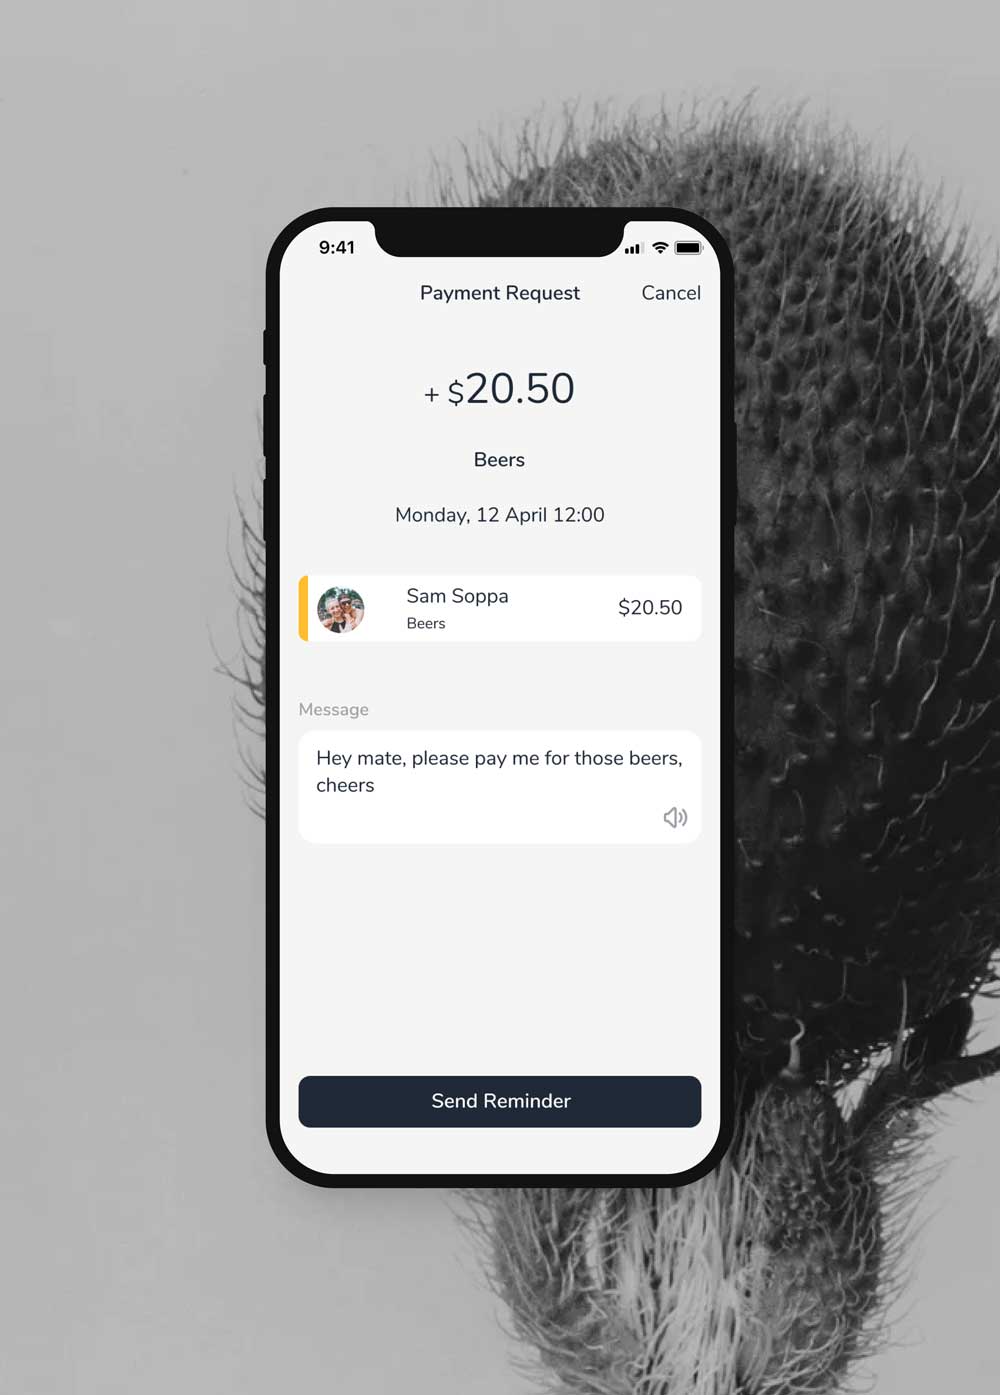 9:41
Payment Request Cancel
+ $20.50
Beers
Monday, 12 April 12:00
Sam Soppa
$20.50
Beers
Message
Hey mate, please pay me for those beers,
cheers
Send Reminder